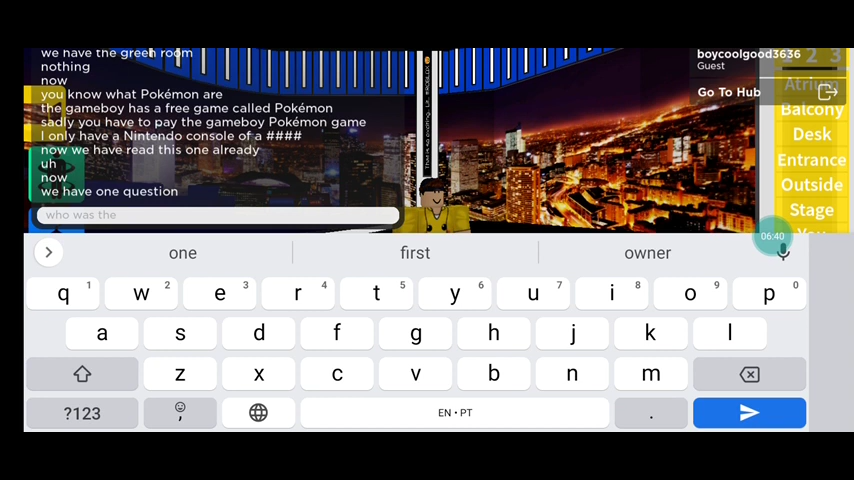 we have the green room
nothing
now
you know what Pokémon are
the gameboy has a free game called Pokémon
sadly you have to pay the gameboy Pokémon game
I only have a Nintendo console of a ####
now we have read this one already
uh
now
we have one question
who was the
boycoolgood3636
Guest
Go To Hub
1 2 3
Atrium
Balcony
Desk
Entrance
Outside
Stage
You
06:40
one first owner
q 1 w 2 e 3 r 4 t 5 y 6 u 7 i 8 o 9 p 0
a s d f g h j k l
z x c v b n m
?123 , EN • PT .